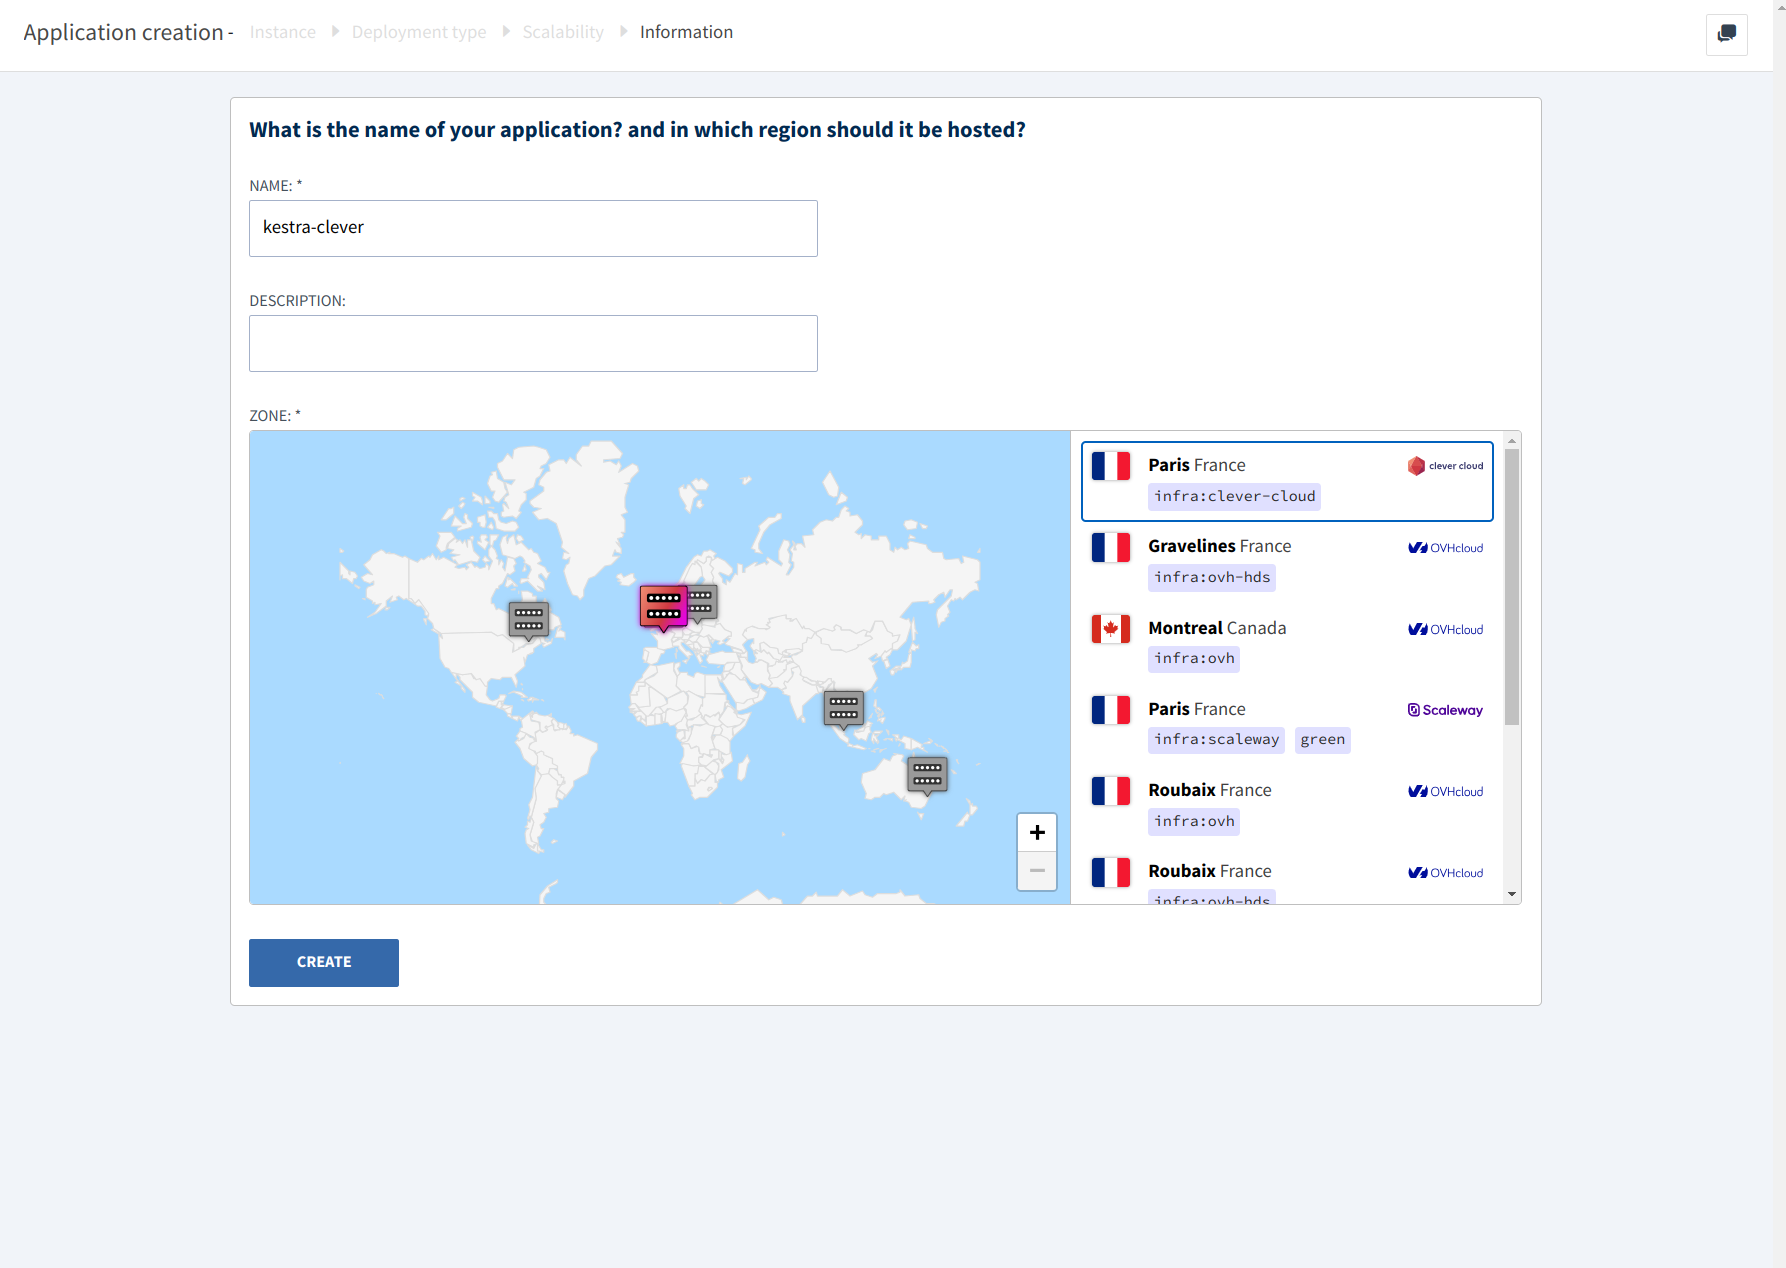 Application creation - Instance Deployment type Scalability Information
What is the name of your application? and in which region should it be hosted?
NAME: *
kestra-clever
DESCRIPTION:
ZONE: *
Paris France
clever cloud
infra:clever-cloud
Gravelines France
OVHcloud
infra:ovh-hds
Montreal Canada
OVHcloud
infra:ovh
Paris France
Scaleway
infra:scaleway green
Roubaix France
OVHcloud
infra:ovh
Roubaix France
OVHcloud
infra:ovh-hds
+
−
CREATE